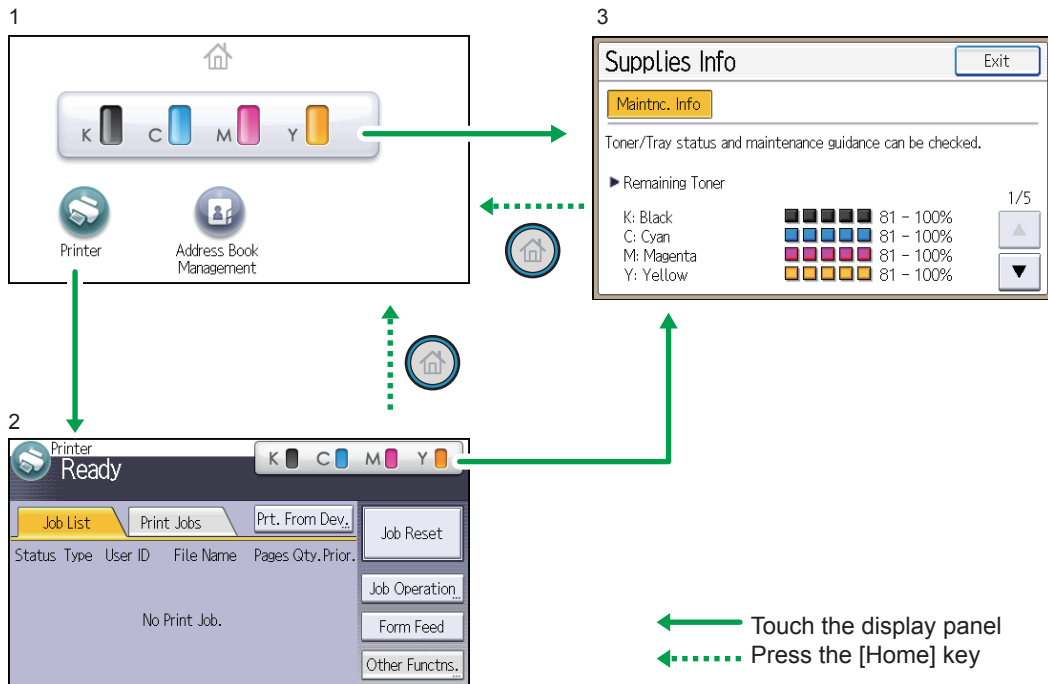 1
K C M Y
Printer
Address Book
Management
3
Supplies Info
Exit
Maintnc. Info
Toner/Tray status and maintenance guidance can be checked.
▶ Remaining Toner
1/5
K: Black 81 - 100%
C: Cyan 81 - 100%
M: Magenta 81 - 100%
Y: Yellow 81 - 100%
2
Printer
Ready
K C M Y
Job List
Print Jobs
Prt. From Dev...
Job Reset
Status Type User ID File Name Pages Qty. Prior.
Job Operation...
No Print Job.
Form Feed
Other Functns....
Touch the display panel
Press the [Home] key